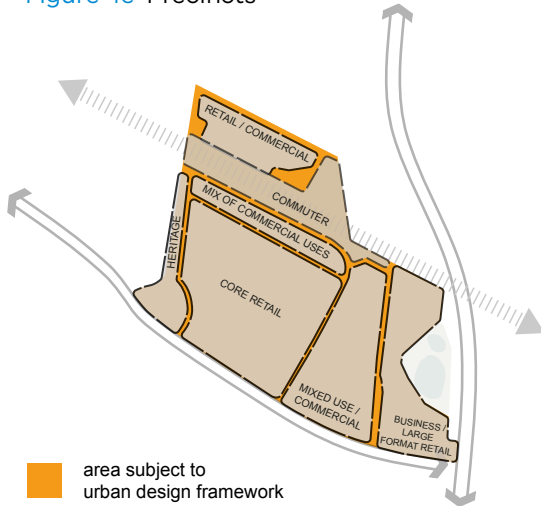 Figure 48 Precincts
RETAIL / COMMERCIAL
COMMUTER
MIX OF COMMERCIAL USES
HERITAGE
CORE RETAIL
MIXED USE /
COMMERCIAL
BUSINESS /
LARGE
FORMAT RETAIL
area subject to
urban design framework